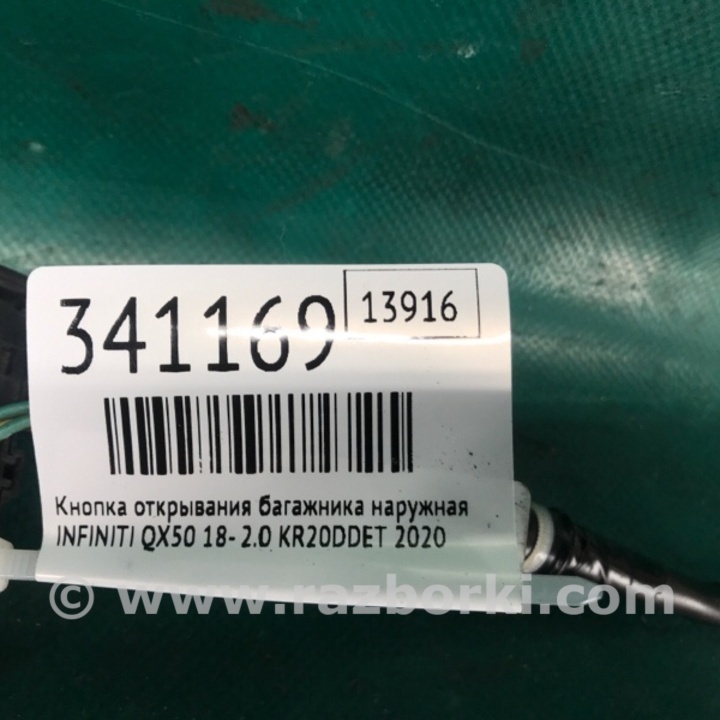 341169
13916
Кнопка открывания багажника наружная
INFINITI QX50 18- 2.0 KR20DDET 2020
© www.razborki.com